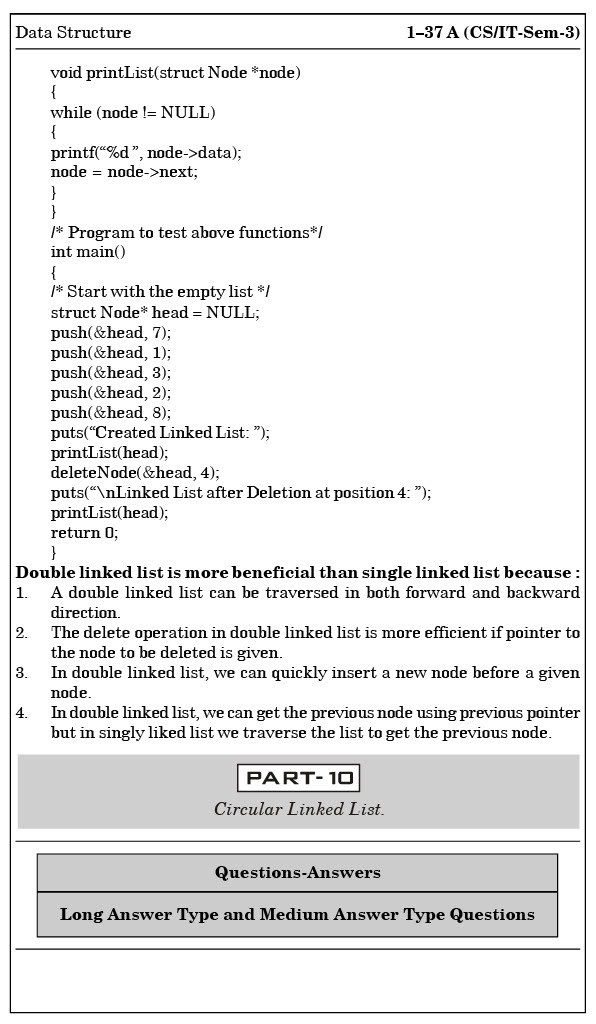 Data Structure 1–37 A (CS/IT-Sem-3)
void printList(struct Node *node)
{
while (node != NULL)
{
printf(“%d ”, node->data);
node = node->next;
}
}
/* Program to test above functions*/
int main()
{
/* Start with the empty list */
struct Node* head = NULL;
push(&head, 7);
push(&head, 1);
push(&head, 3);
push(&head, 2);
push(&head, 8);
puts(“Created Linked List: ”);
printList(head);
deleteNode(&head, 4);
puts(“\nLinked List after Deletion at position 4: ”);
printList(head);
return 0;
}
Double linked list is more beneficial than single linked list because :
1. A double linked list can be traversed in both forward and backward
direction.
2. The delete operation in double linked list is more efficient if pointer to
the node to be deleted is given.
3. In double linked list, we can quickly insert a new node before a given
node.
4. In double linked list, we can get the previous node using previous pointer
but in singly liked list we traverse the list to get the previous node.
PART-10
Circular Linked List.
Questions-Answers
Long Answer Type and Medium Answer Type Questions